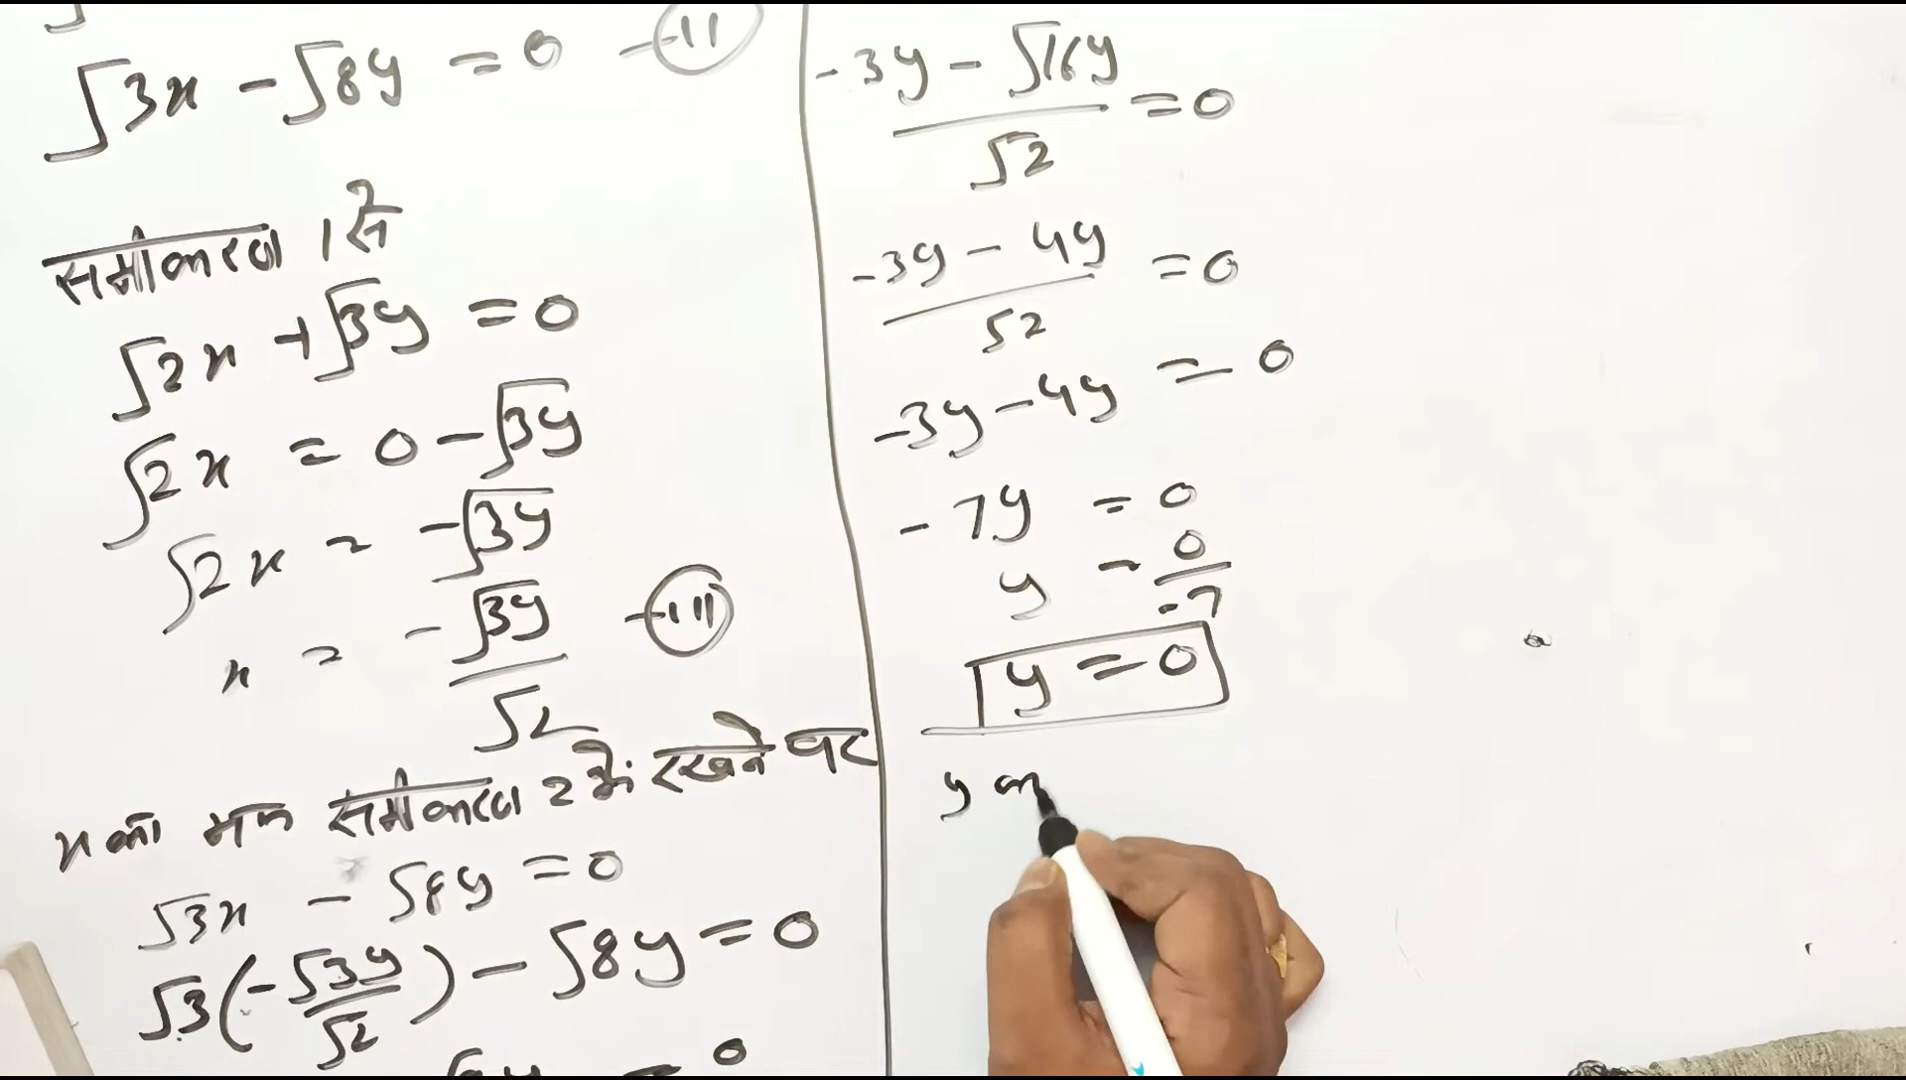 √3x - √8y = 0 - II
समीकरण 1 से
√2x + √3y = 0
√2x = 0 - √3y
√2x = -√3y
x = -√3y/√2 - III
x का मान समीकरण 2 में रखने पर
√3x - √8y = 0
√3(-√3y/√2) - √8y = 0
-3y - √16y/√2 = 0
-3y - 4y/√2 = 0
-3y - 4y = 0
-7y = 0
y = 0/-7
y = 0
y